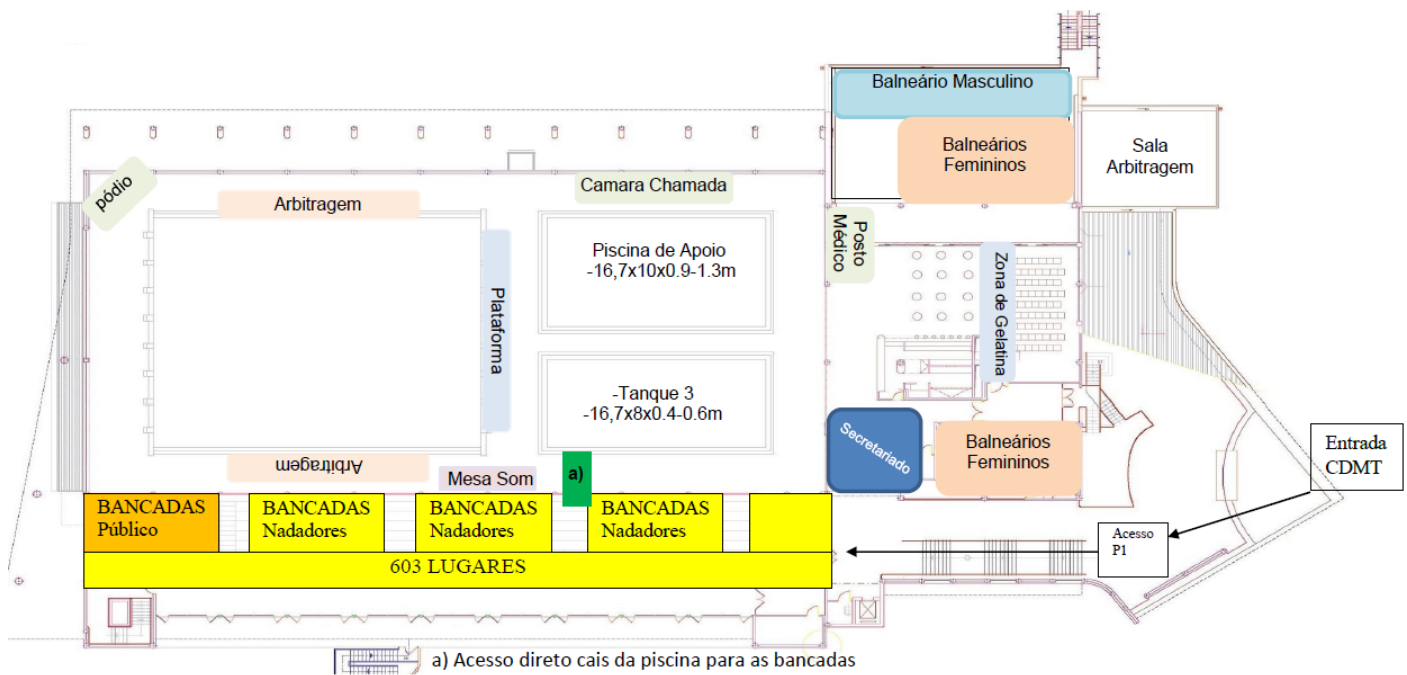 Balneário Masculino
Balneários
Femininos
Sala
Arbitragem
pódio
Arbitragem
Camara Chamada
Posto
Médico
Piscina de Apoio
-16,7x10x0.9-1.3m
Zona de Gelatina
Plataforma
-Tanque 3
-16,7x8x0.4-0.6m
Secretariado
Balneários
Femininos
Entrada
CDMT
Arbitragem
Mesa Som
a)
BANCADAS
Público
BANCADAS
Nadadores
BANCADAS
Nadadores
BANCADAS
Nadadores
Acesso
P1
603 LUGARES
a) Acesso direto cais da piscina para as bancadas